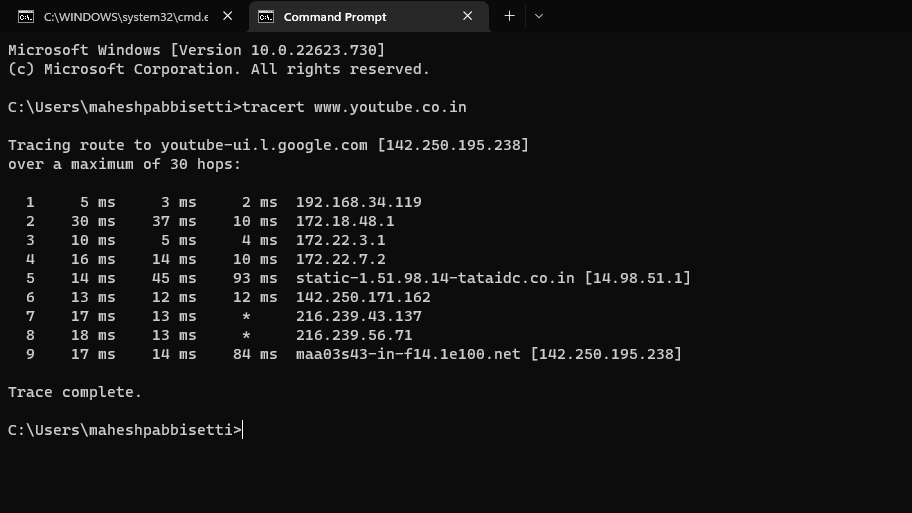 C:\WINDOWS\system32\cmd.e
Command Prompt
Microsoft Windows [Version 10.0.22623.730]
(c) Microsoft Corporation. All rights reserved.
C:\Users\maheshpabbisetti>tracert www.youtube.co.in
Tracing route to youtube-ui.l.google.com [142.250.195.238]
over a maximum of 30 hops:
1 5 ms 3 ms 2 ms 192.168.34.119
2 30 ms 37 ms 10 ms 172.18.48.1
3 10 ms 5 ms 4 ms 172.22.3.1
4 16 ms 14 ms 10 ms 172.22.7.2
5 14 ms 45 ms 93 ms static-1.51.98.14-tataidc.co.in [14.98.51.1]
6 13 ms 12 ms 12 ms 142.250.171.162
7 17 ms 13 ms * 216.239.43.137
8 18 ms 13 ms * 216.239.56.71
9 17 ms 14 ms 84 ms maa03s43-in-f14.1e100.net [142.250.195.238]
Trace complete.
C:\Users\maheshpabbisetti>